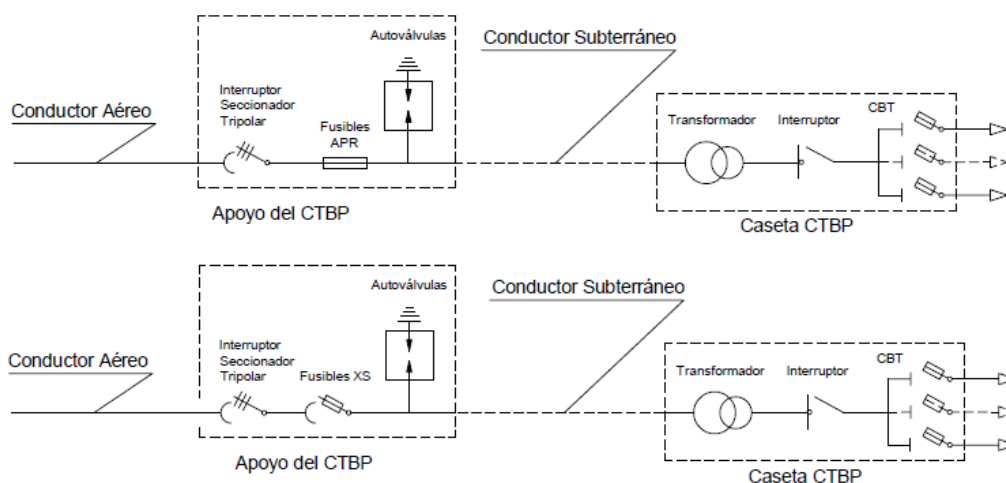 Autoválvulas
Conductor Subterráneo
Interruptor
Seccionador
Tripolar
Conductor Aéreo
Fusibles
APR
Transformador
Interruptor
CBT
Apoyo del CTBP
Caseta CTBP
Autoválvulas
Conductor Subterráneo
Interruptor
Seccionador
Tripolar
Conductor Aéreo
Fusibles XS
Transformador
Interruptor
CBT
Apoyo del CTBP
Caseta CTBP